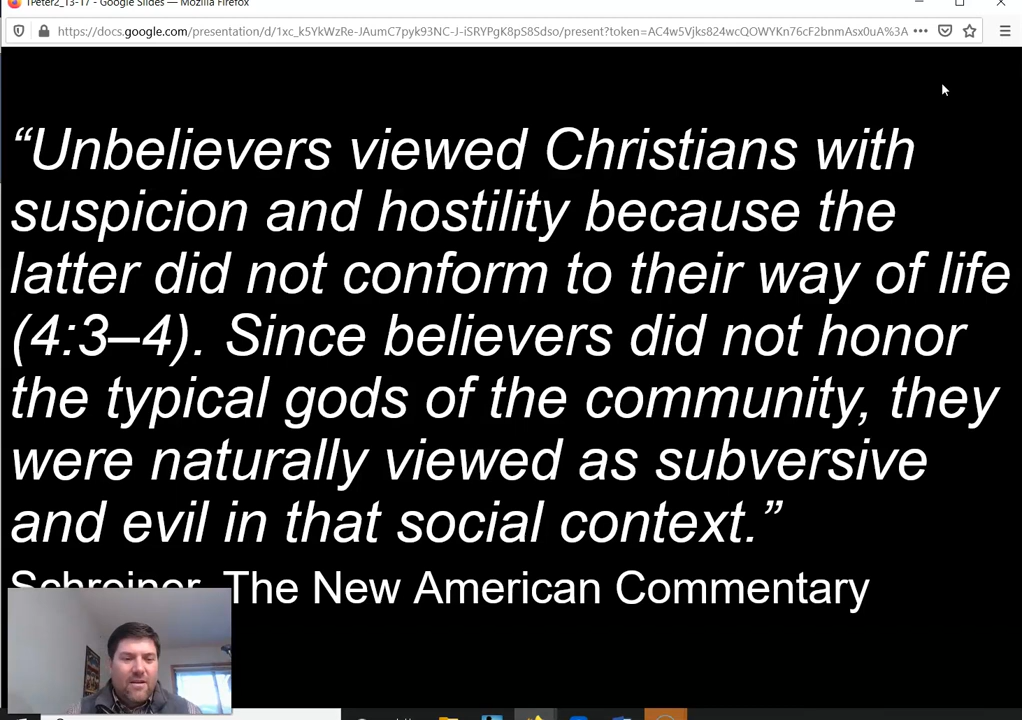 1Peter2_13-17 - Google Slides — Mozilla Firefox
https://docs.google.com/presentation/d/1xc_k5YkWzRe-JAumC7pyk93NC-J-iSRYPgK8pS8Sdso/present?token=AC4w5Vjks824wcQOWYKn76cF2bnmAsx0uA%3A
“Unbelievers viewed Christians with
suspicion and hostility because the
latter did not conform to their way of life
(4:3–4). Since believers did not honor
the typical gods of the community, they
were naturally viewed as subversive
and evil in that social context.”
Schreiner, The New American Commentary